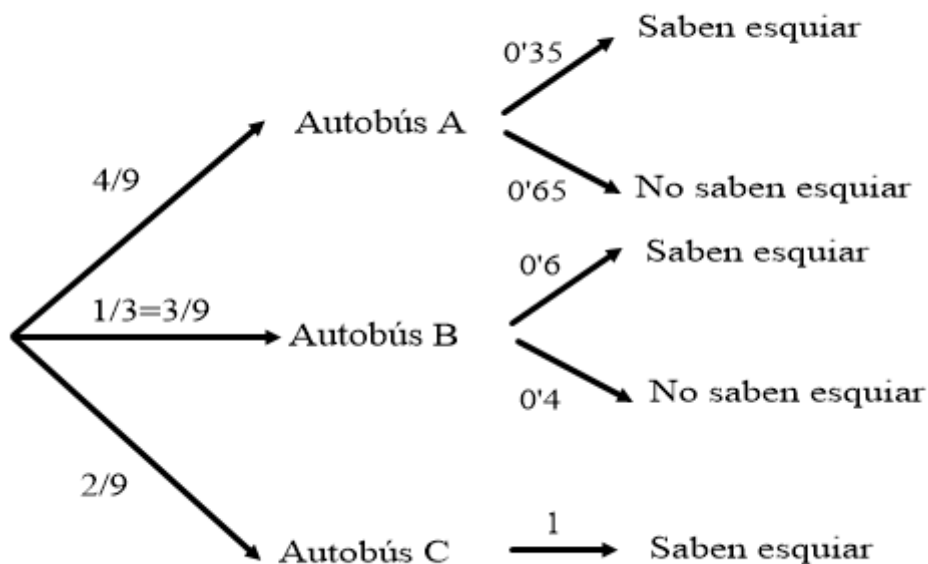 Saben esquiar
0'35
Autobús A
4/9
0'65
No saben esquiar
0'6
Saben esquiar
1/3=3/9
Autobús B
0'4
No saben esquiar
2/9
1
Autobús C
Saben esquiar